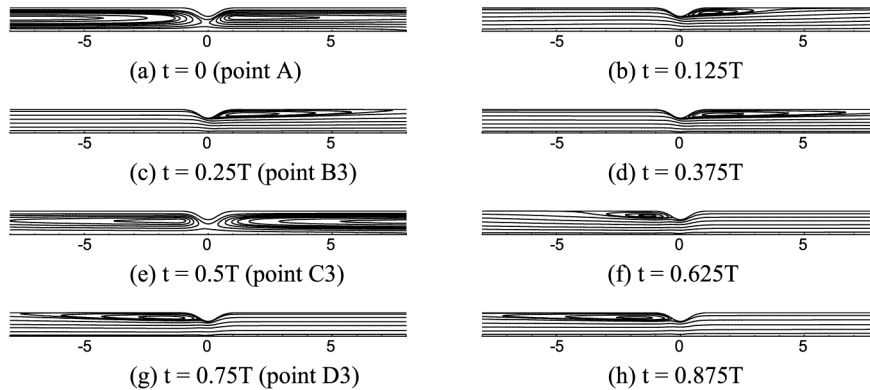 -5 0 5
-5 0 5
(a) t = 0 (point A)
(b) t = 0.125T
-5 0 5
-5 0 5
(c) t = 0.25T (point B3)
(d) t = 0.375T
-5 0 5
-5 0 5
(e) t = 0.5T (point C3)
(f) t = 0.625T
-5 0 5
-5 0 5
(g) t = 0.75T (point D3)
(h) t = 0.875T